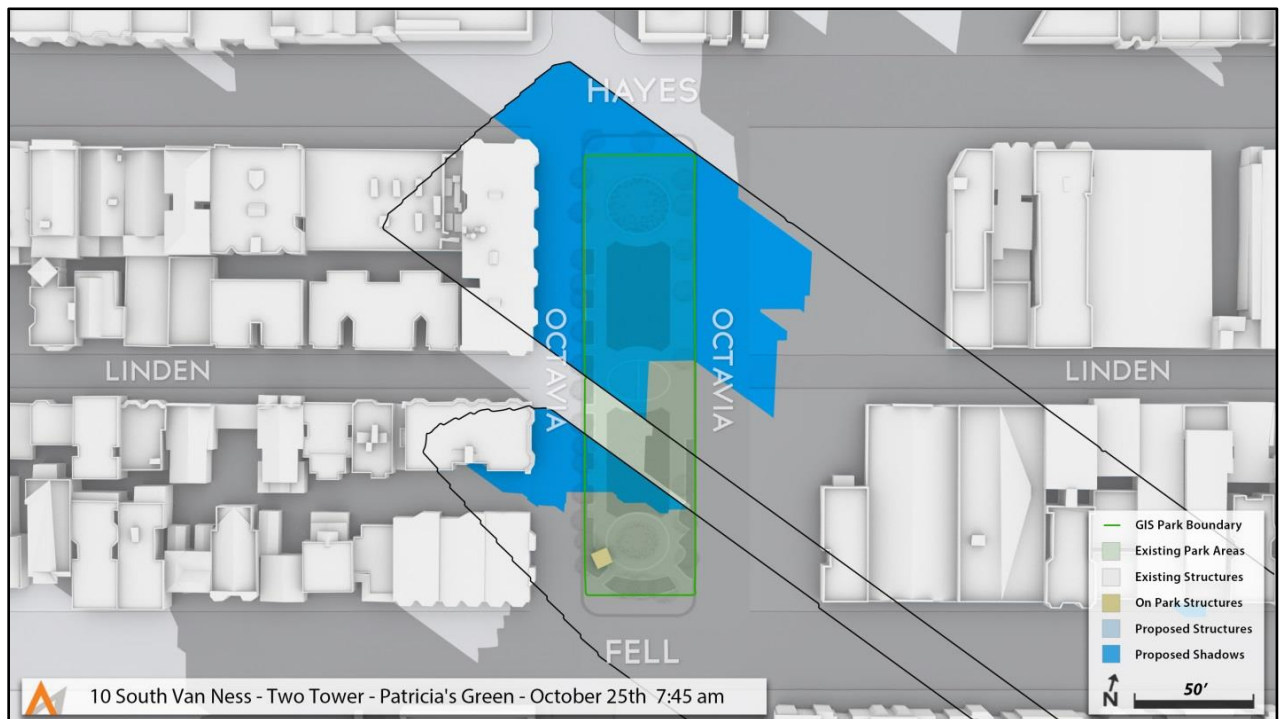 HAYES
OCTAVIA
OCTAVIA
LINDEN
LINDEN
FELL
GIS Park Boundary
Existing Park Areas
Existing Structures
On Park Structures
Proposed Structures
Proposed Shadows
N
50'
10 South Van Ness - Two Tower - Patricia's Green - October 25th 7:45 am